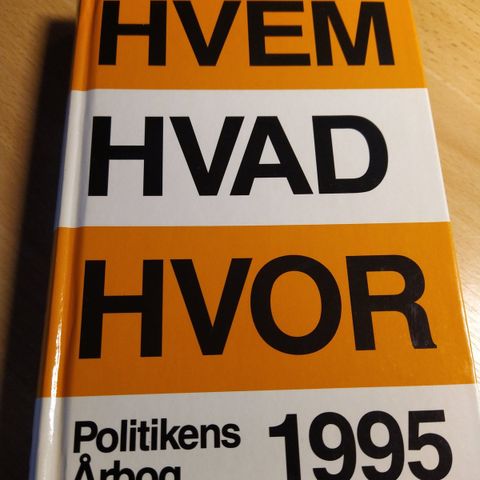 HVEM
HVAD
HVOR
Politikens 1995
Årbog